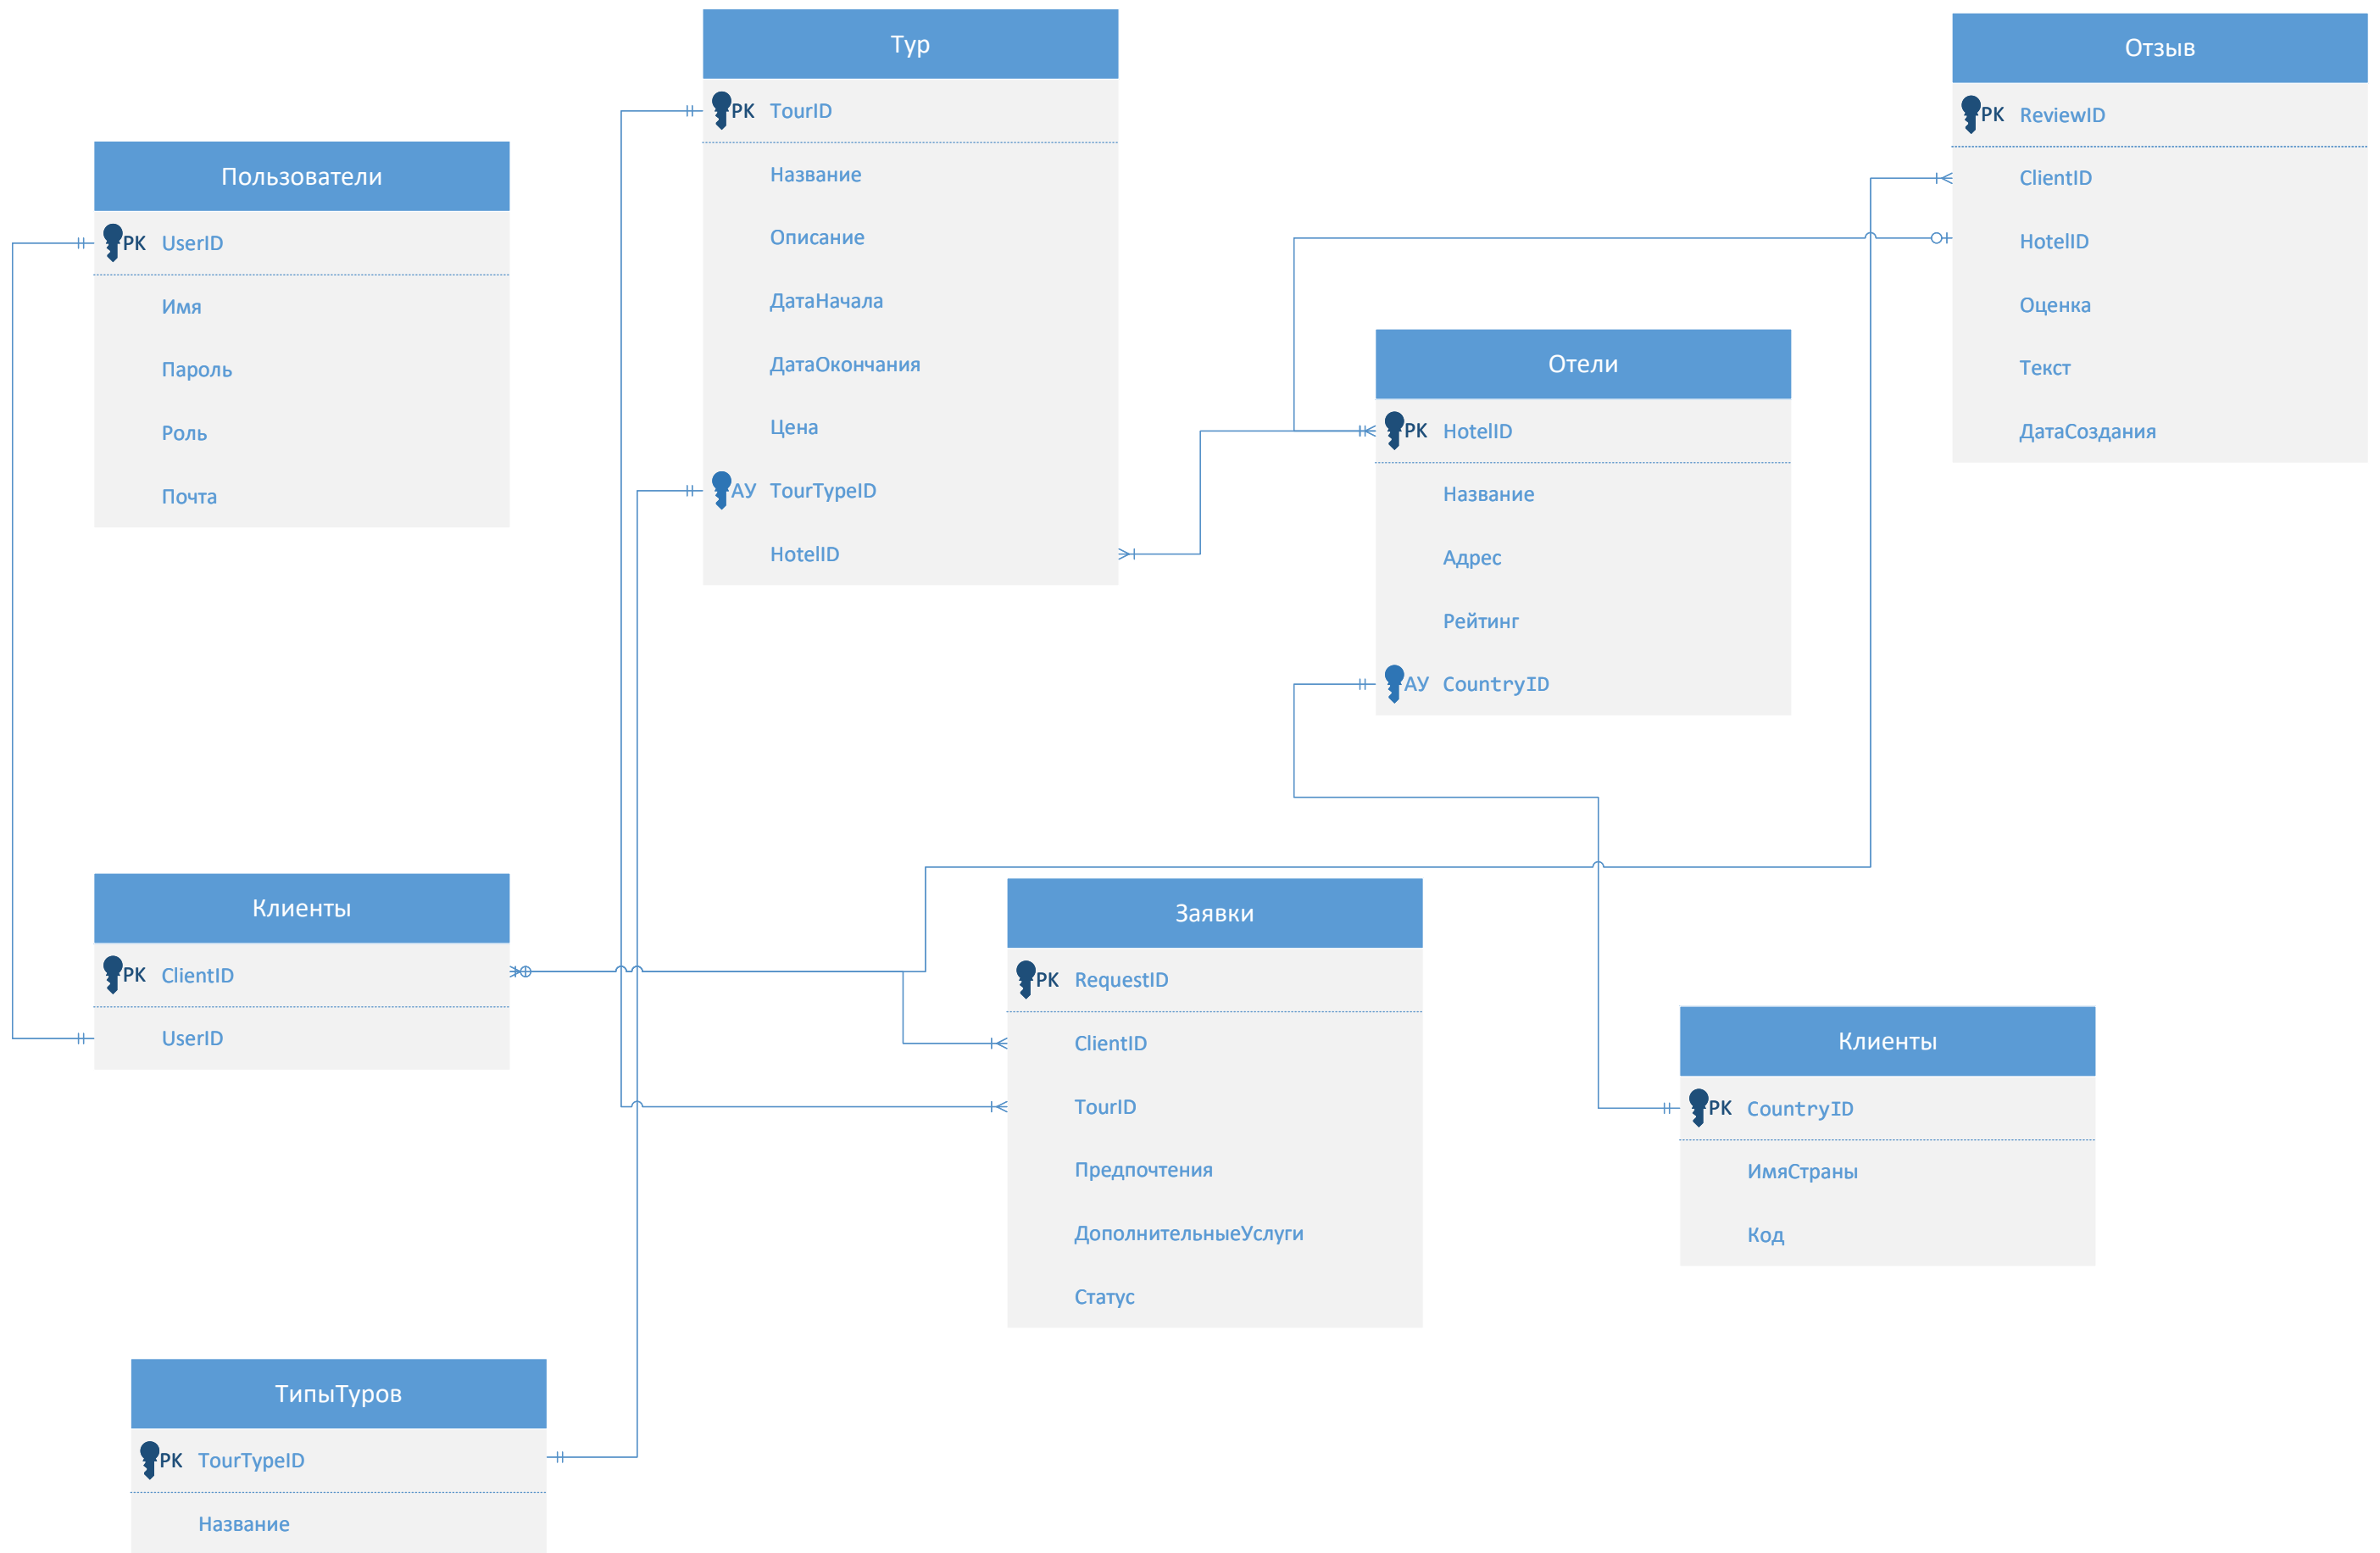 Тур
PK TourID
Название
Описание
ДатаНачала
ДатаОкончания
Цена
АУ TourTypeID
HotelID
Отзыв
PK ReviewID
ClientID
HotelID
Оценка
Текст
ДатаСоздания
Пользователи
PK UserID
Имя
Пароль
Роль
Почта
Отели
PK HotelID
Название
Адрес
Рейтинг
АУ CountryID
Клиенты
PK ClientID
UserID
Заявки
PK RequestID
ClientID
TourID
Предпочтения
ДополнительныеУслуги
Статус
Клиенты
PK CountryID
ИмяСтраны
Код
ТипыТуров
PK TourTypeID
Название